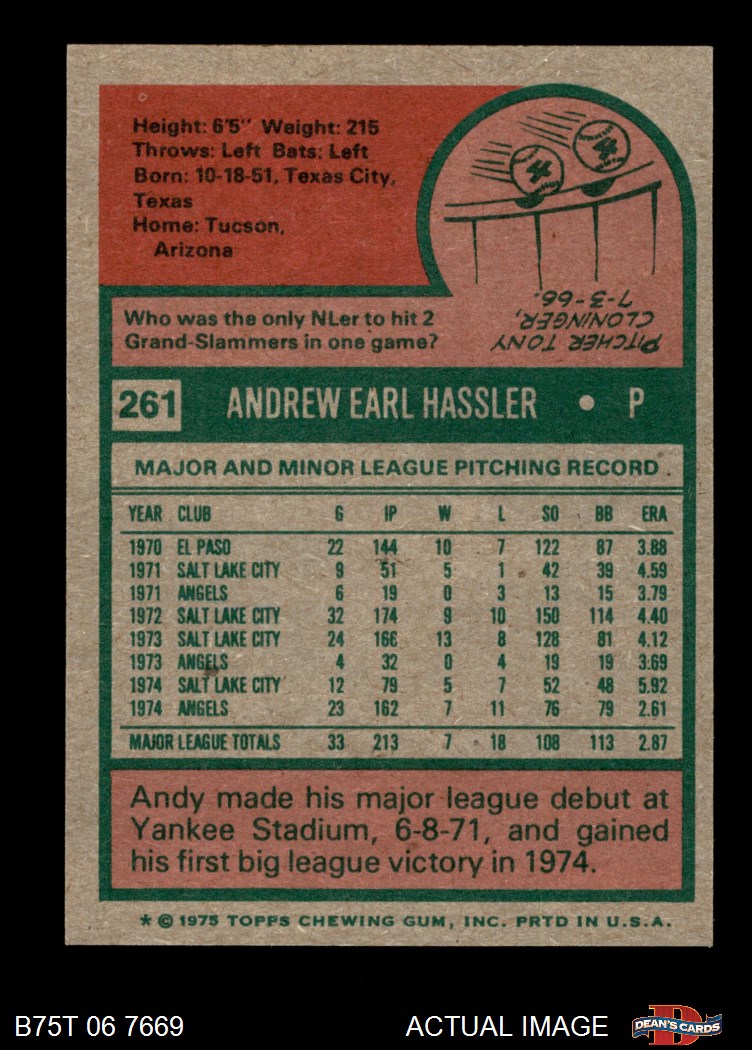 Height: 6'5" Weight: 215
Throws: Left Bats: Left
Born: 10-18-51, Texas City,
Texas
Home: Tucson,
Arizona
Who was the only NLer to hit 2
Grand-Slammers in one game?
4 4
PITCHER TONY
CLONINGER,
7-3-66.
261 ANDREW EARL HASSLER • P
MAJOR AND MINOR LEAGUE PITCHING RECORD.
YEAR CLUB G IP W L SO BB ERA
1970 EL PASO 22 144 10 7 122 87 3.88
1971 SALT LAKE CITY 9 51 5 1 42 39 4.59
1971 ANGELS 6 19 0 3 13 15 3.79
1972 SALT LAKE CITY 32 174 9 10 150 114 4.40
1973 SALT LAKE CITY 24 166 13 8 128 81 4.12
1973 ANGELS 4 32 0 4 19 19 3.69
1974 SALT LAKE CITY 12 79 5 7 52 48 5.92
1974 ANGELS 23 162 7 11 76 79 2.61
MAJOR LEAGUE TOTALS 33 213 7 18 108 113 2.87
Andy made his major league debut at
Yankee Stadium, 6-8-71, and gained
his first big league victory in 1974.
* © 1975 TOPPS CHEWING GUM, INC. PRTD IN U.S.A.
B75T 06 7669 ACTUAL IMAGE DEAN'S CARDS